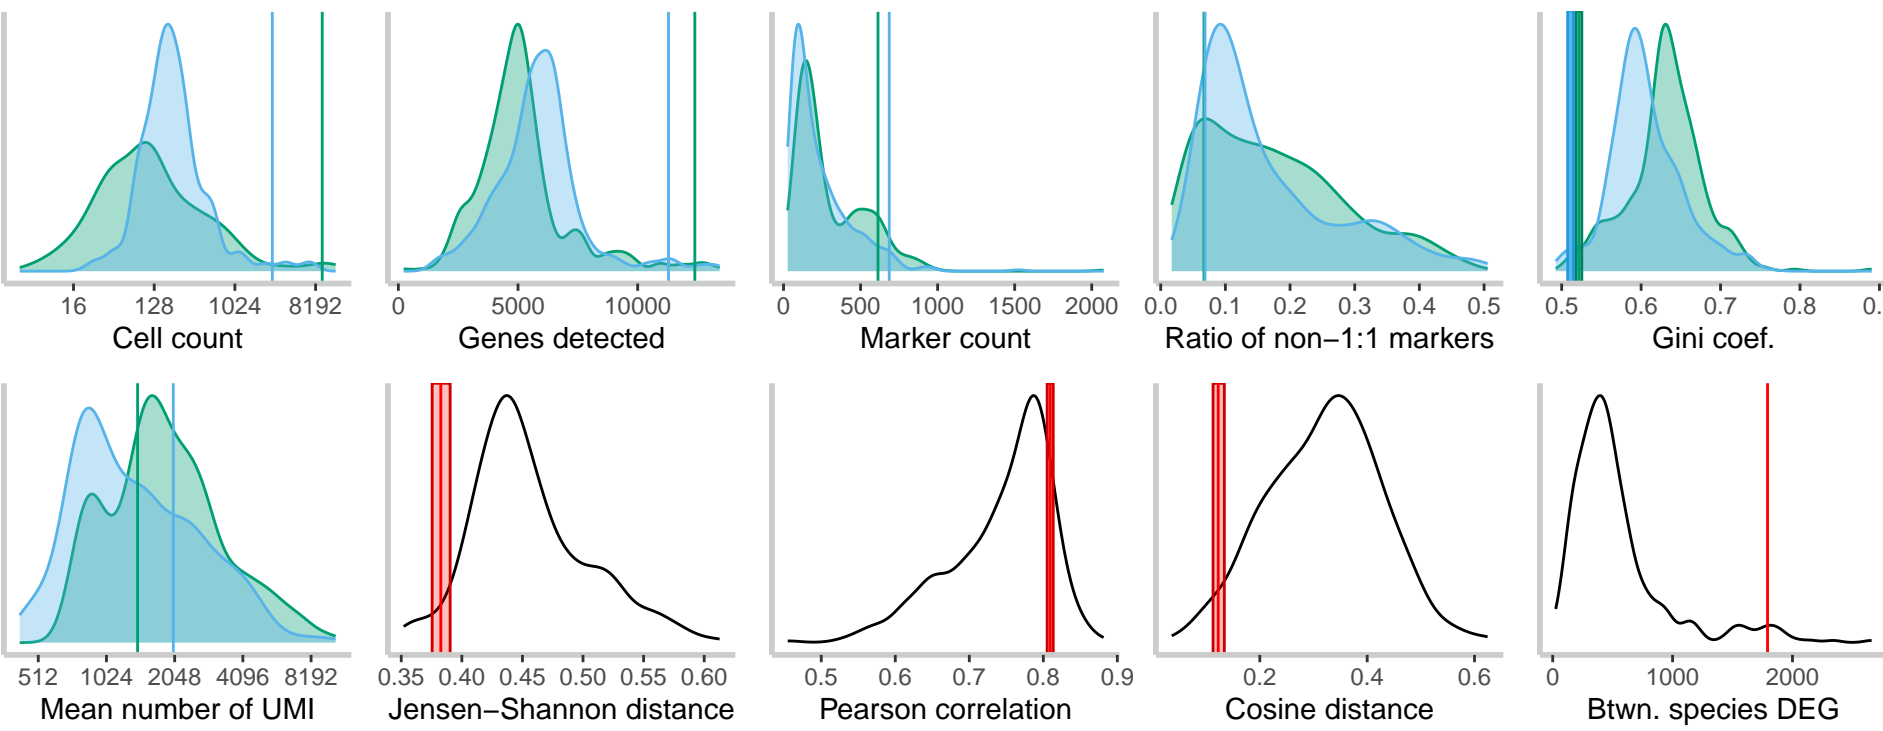 16 128 1024 8192
Cell count
0 5000 10000
Genes detected
0 500 1000 1500 2000
Marker count
0.0 0.1 0.2 0.3 0.4 0.5
Ratio of non−1:1 markers
0.5 0.6 0.7 0.8 0.
Gini coef.
512 1024 2048 4096 8192
Mean number of UMI
0.35 0.40 0.45 0.50 0.55 0.60
Jensen−Shannon distance
0.5 0.6 0.7 0.8 0.9
Pearson correlation
0.2 0.4 0.6
Cosine distance
0 1000 2000
Btwn. species DEG